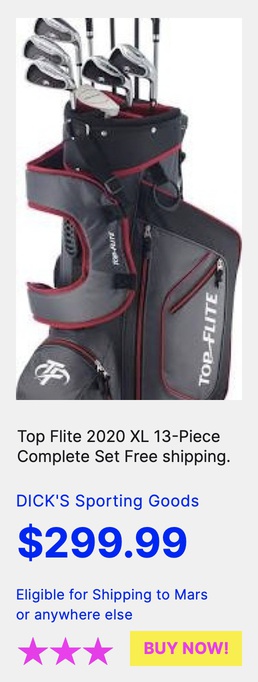 TOP-FLITE
TOP-FLITE
TF
Top Flite 2020 XL 13-Piece
Complete Set Free shipping.
DICK'S Sporting Goods
$299.99
Eligible for Shipping to Mars
or anywhere else
BUY NOW!